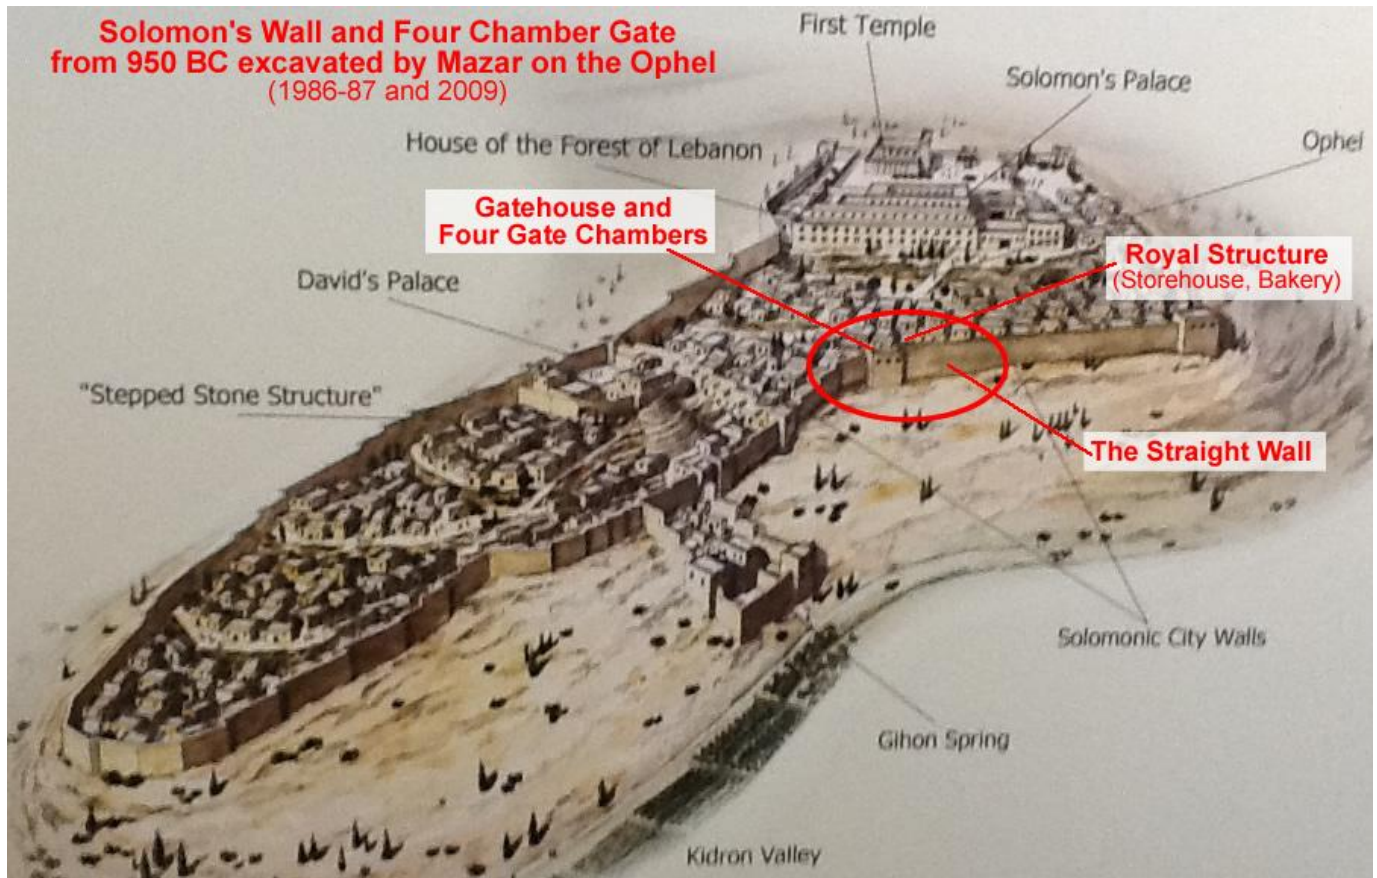 Solomon's Wall and Four Chamber Gate
from 950 BC excavated by Mazar on the Ophel
(1986-87 and 2009)
First Temple
Solomon's Palace
House of the Forest of Lebanon
Ophel
Gatehouse and
Four Gate Chambers
Royal Structure
(Storehouse, Bakery)
David's Palace
"Stepped Stone Structure"
The Straight Wall
Solomonic City Walls
Gihon Spring
Kidron Valley